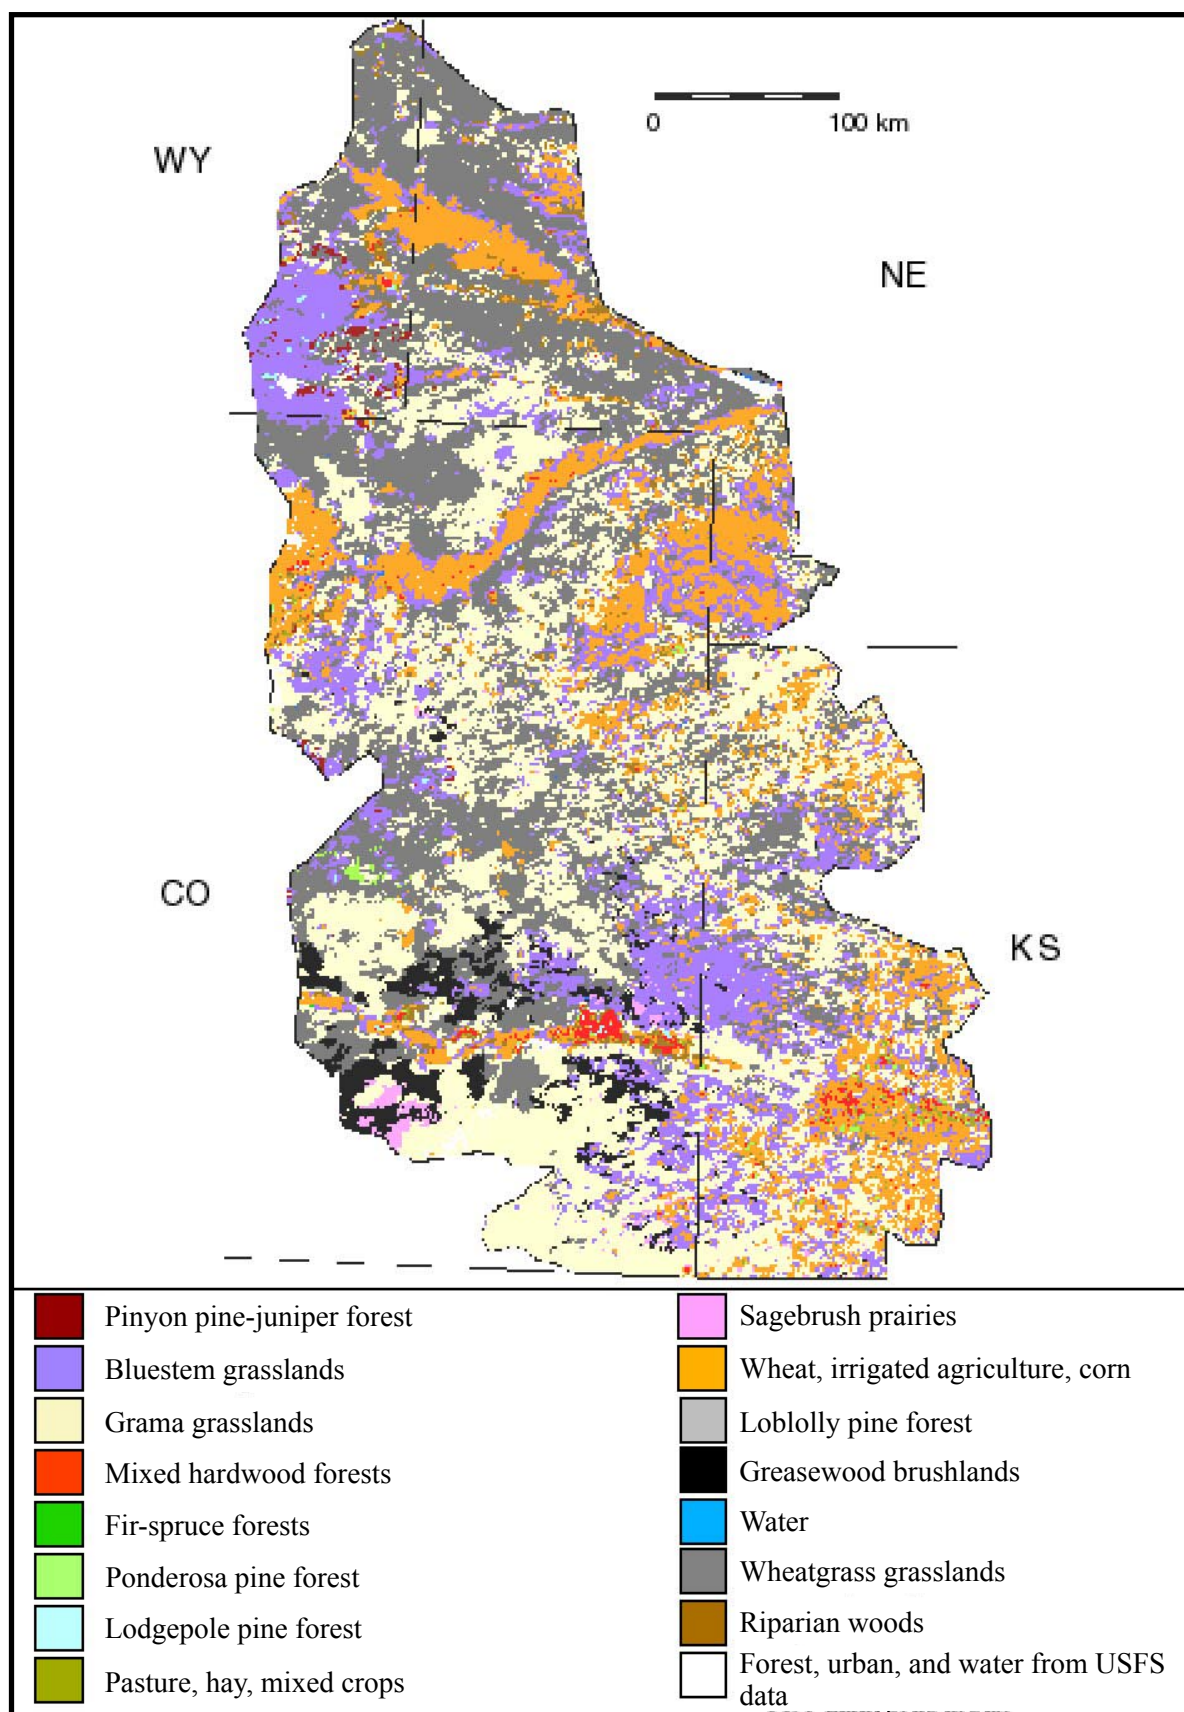 0 100 km
WY
NE
CO
KS
Pinyon pine-juniper forest
Bluestem grasslands
Grama grasslands
Mixed hardwood forests
Fir-spruce forests
Ponderosa pine forest
Lodgepole pine forest
Pasture, hay, mixed crops
Sagebrush prairies
Wheat, irrigated agriculture, corn
Loblolly pine forest
Greasewood brushlands
Water
Wheatgrass grasslands
Riparian woods
Forest, urban, and water from USFS
data